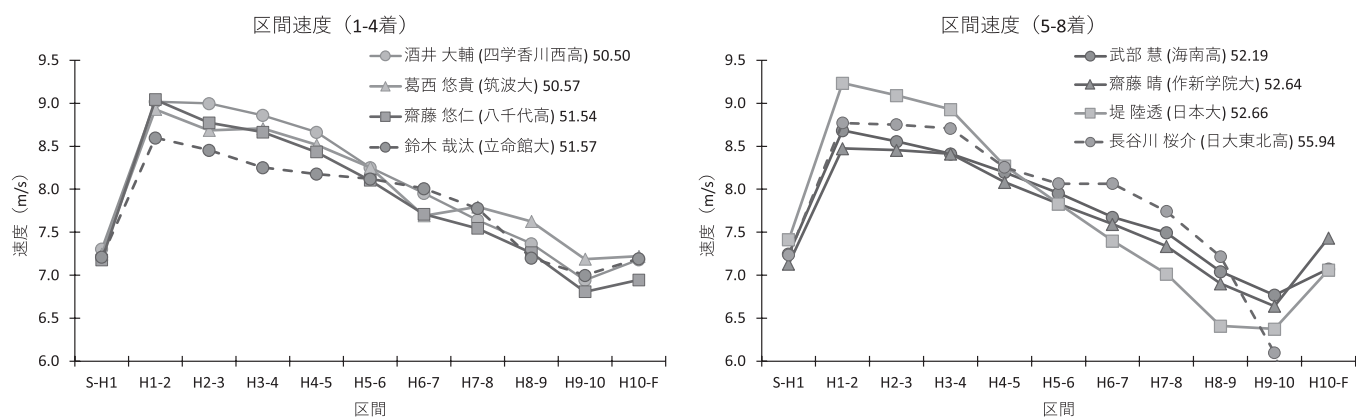 区間速度（1-4着）
酒井 大輔 (四学香川西高) 50.50
葛西 悠貴 (筑波大) 50.57
齋藤 悠仁 (八千代高) 51.54
鈴木 哉汰 (立命館大) 51.57
9.5
9.0
8.5
8.0
7.5
7.0
6.5
6.0
速度（m/s）
S-H1 H1-2 H2-3 H3-4 H4-5 H5-6 H6-7 H7-8 H8-9 H9-10 H10-F
区間
区間速度（5-8着）
武部 慧 (海南高) 52.19
齋藤 晴 (作新学院大) 52.64
堤 陸透 (日本大) 52.66
長谷川 桜介 (日大東北高) 55.94
9.5
9.0
8.5
8.0
7.5
7.0
6.5
6.0
速度（m/s）
S-H1 H1-2 H2-3 H3-4 H4-5 H5-6 H6-7 H7-8 H8-9 H9-10 H10-F
区間